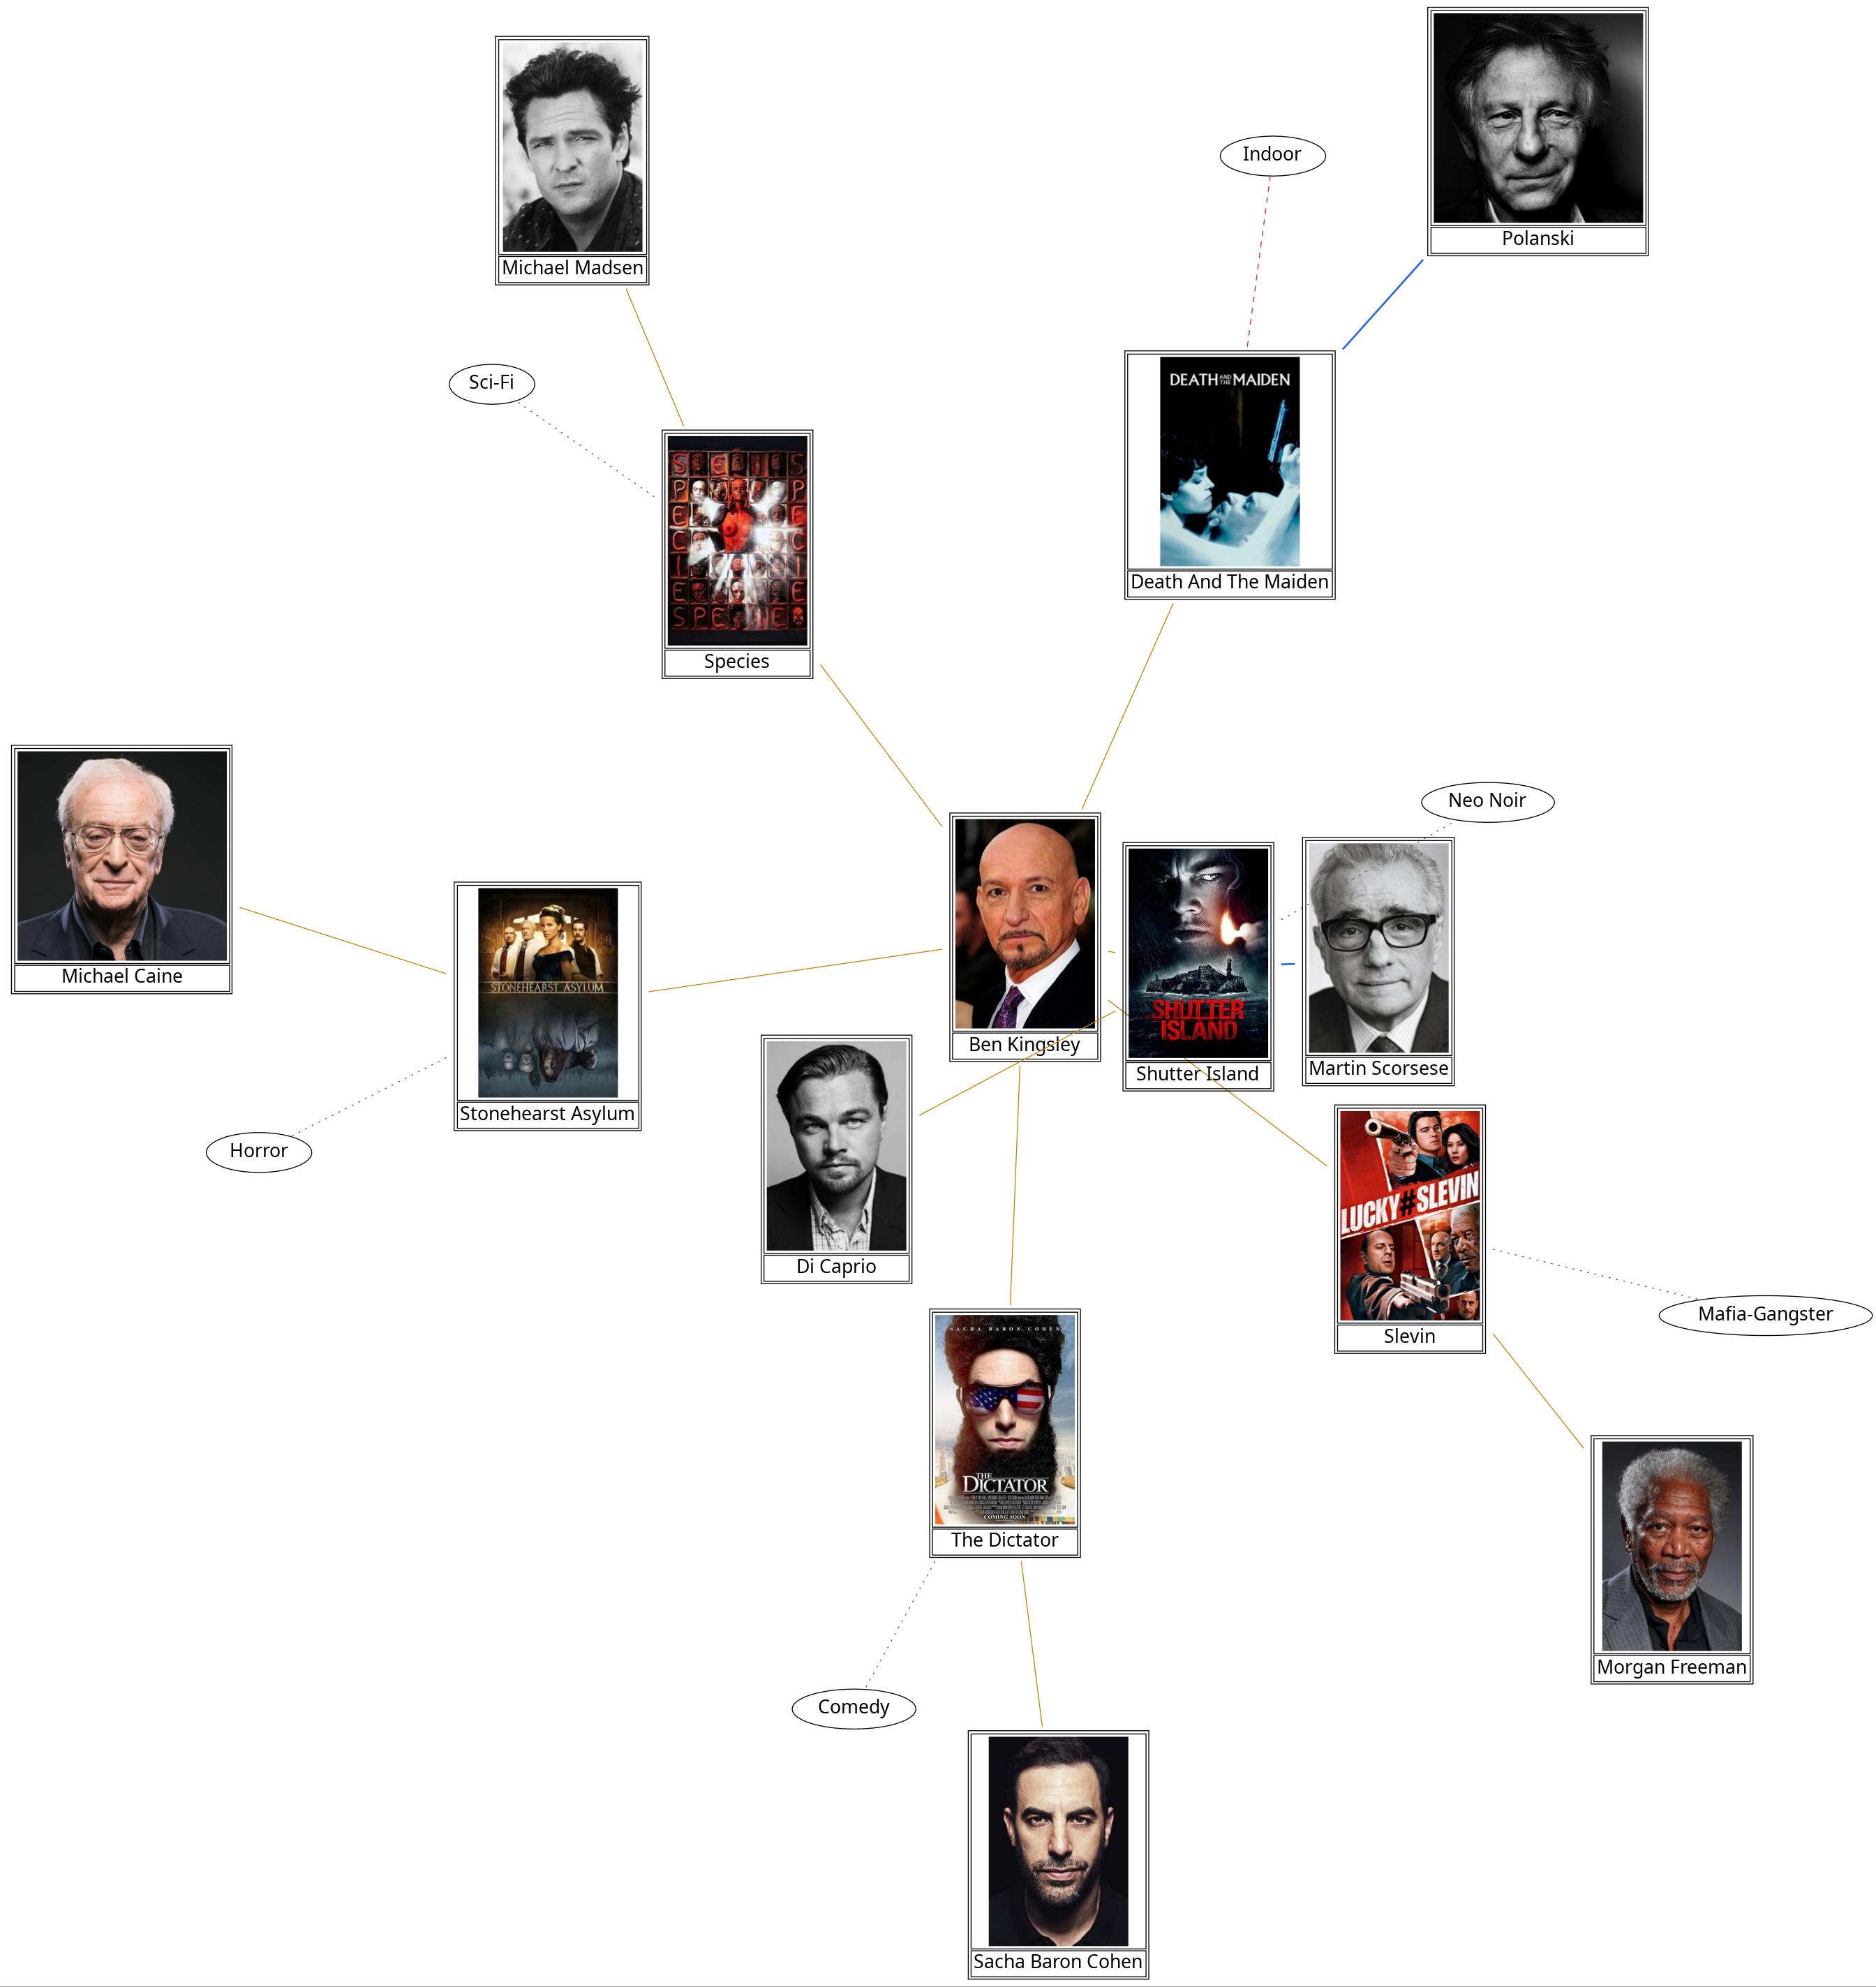 Michael Madsen
Indoor
Polanski
Sci-Fi
DEATH AND THE MAIDEN
Death And The Maiden
SPECIES
Species
Michael Caine
Neo Noir
Ben Kingsley
SHUTTER
ISLAND
Shutter Island
Martin Scorsese
STONEHEARST ASYLUM
Stonehearst Asylum
Horror
Di Caprio
LUCKY#SLEVIN
Slevin
Mafia-Gangster
SACHA BARON COHEN
THE
DICTATOR
COMING SOON
The Dictator
Morgan Freeman
Comedy
Sacha Baron Cohen